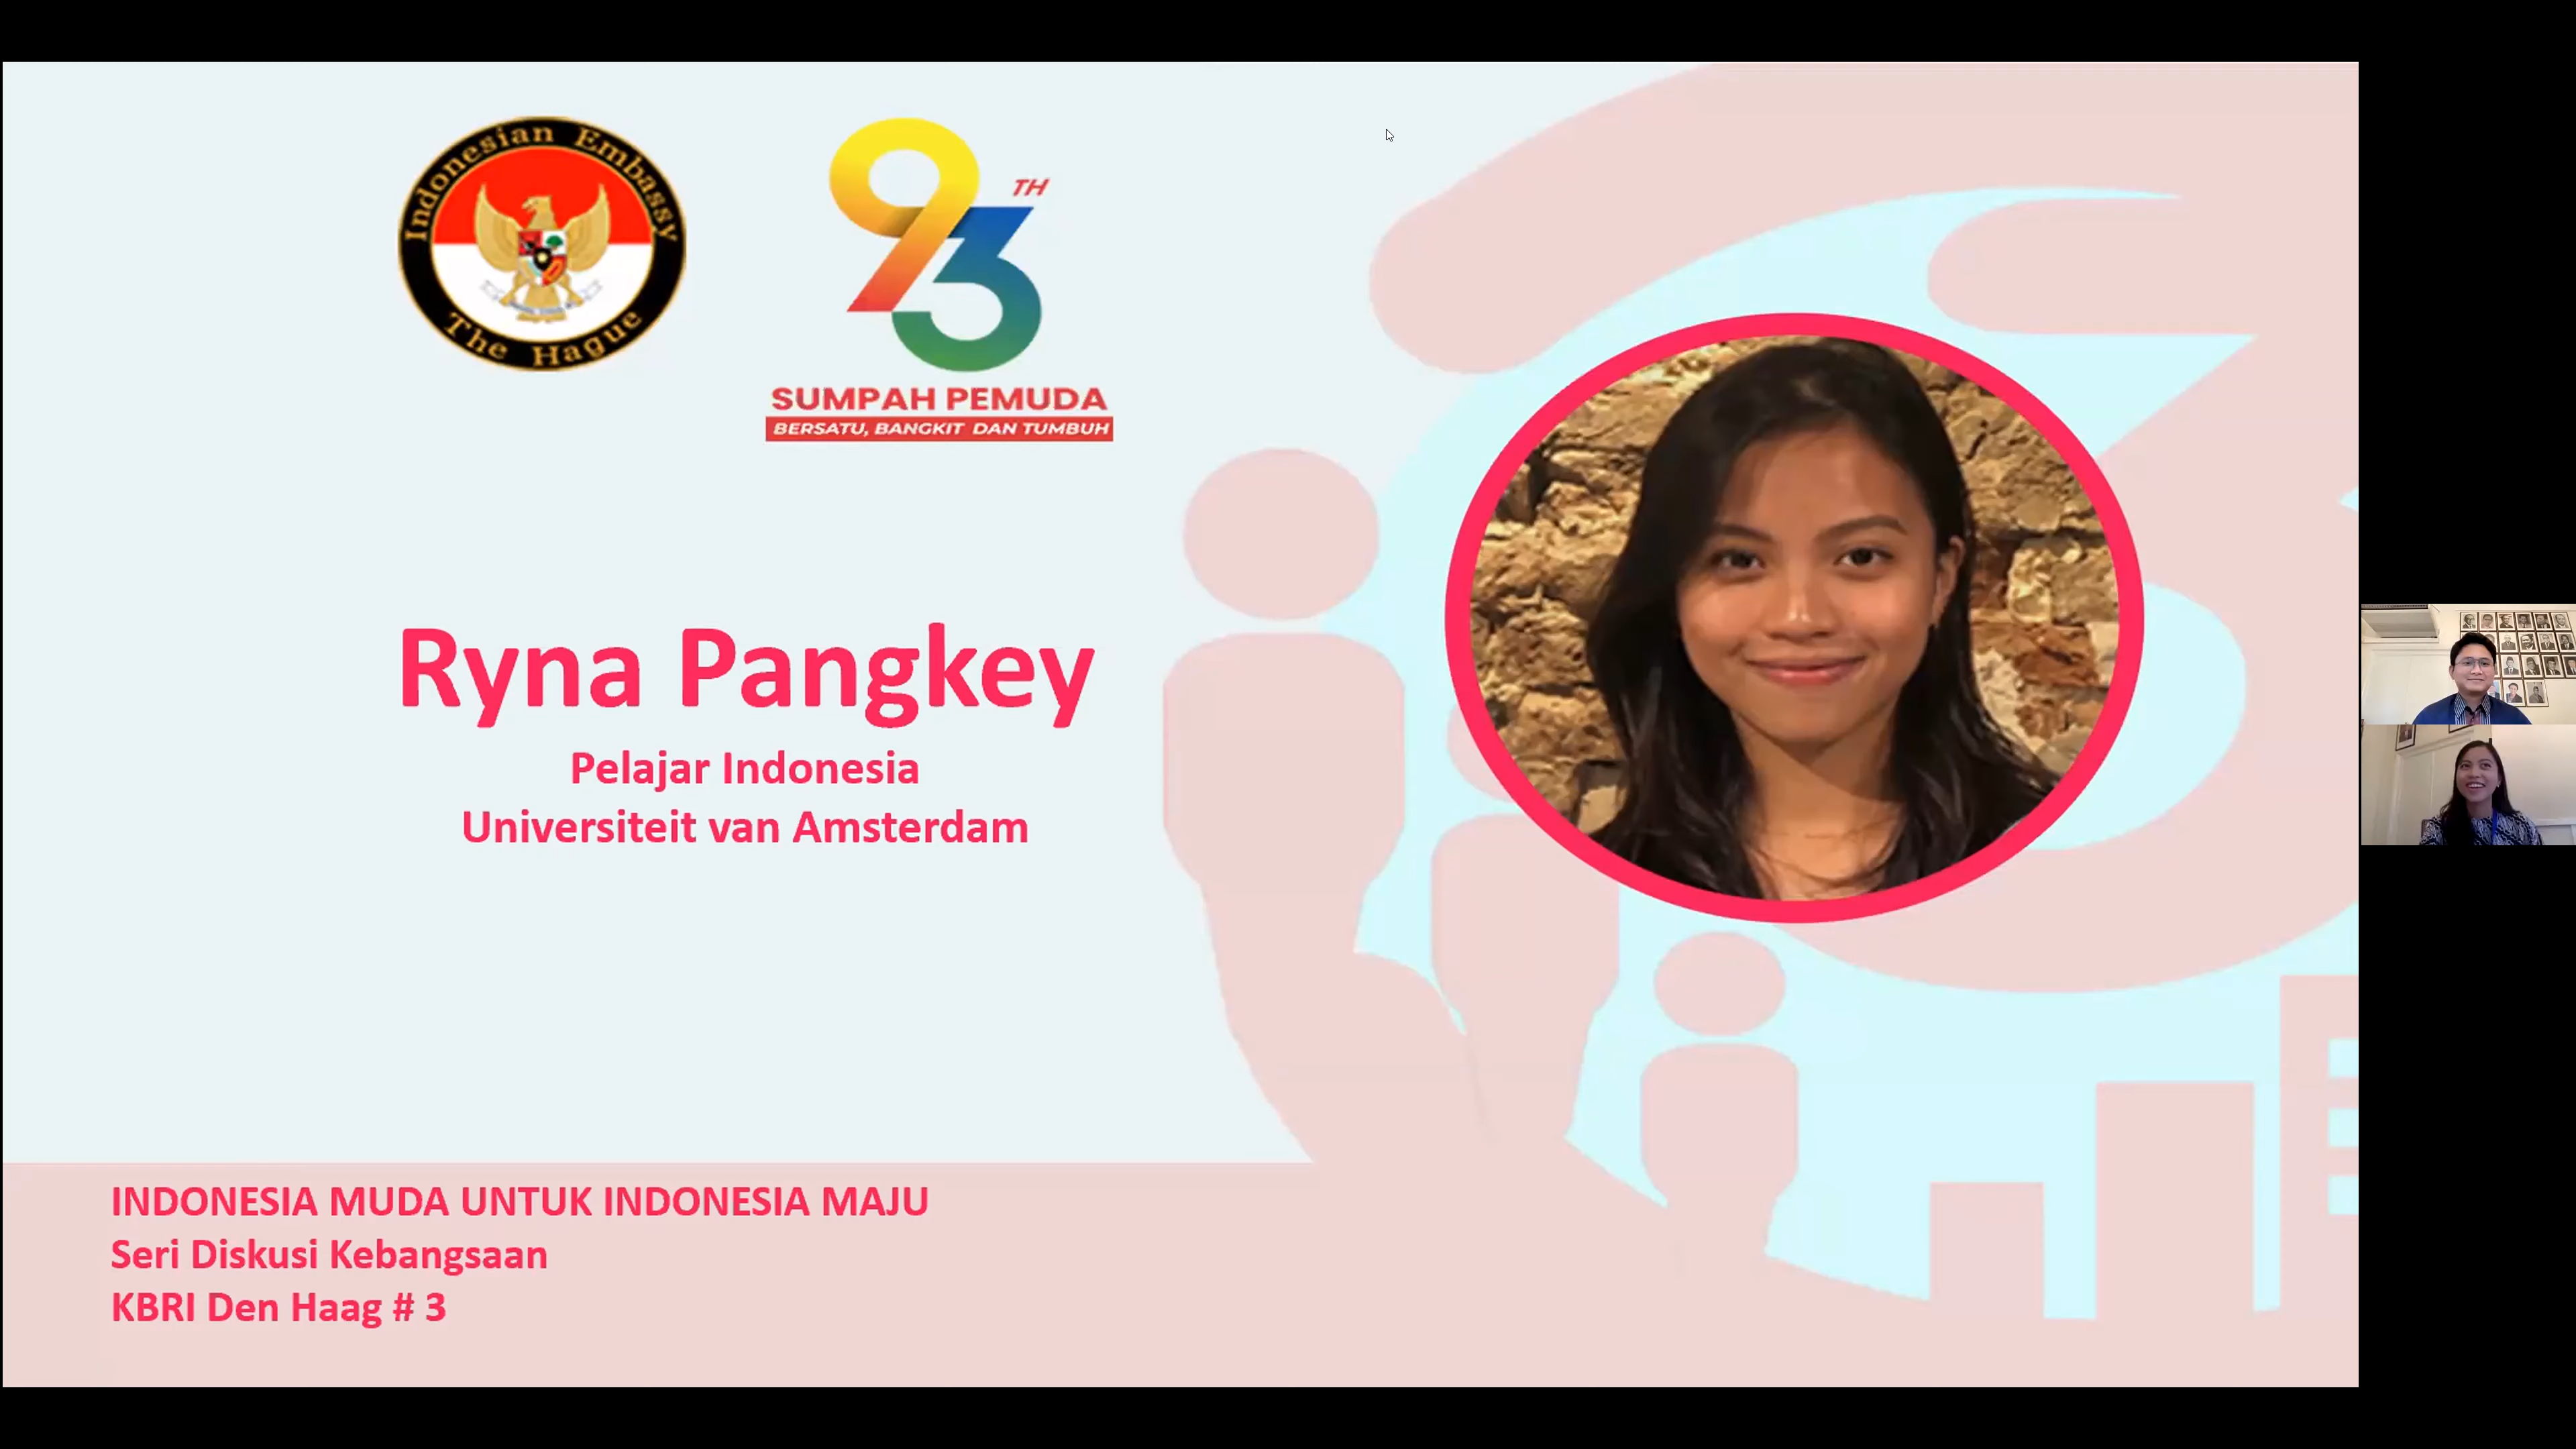 Indonesian Embassy
The Hague
93
TH
SUMPAH PEMUDA
BERSATU, BANGKIT DAN TUMBUH
Ryna Pangkey
Pelajar Indonesia
Universiteit van Amsterdam
INDONESIA MUDA UNTUK INDONESIA MAJU
Seri Diskusi Kebangsaan
KBRI Den Haag # 3